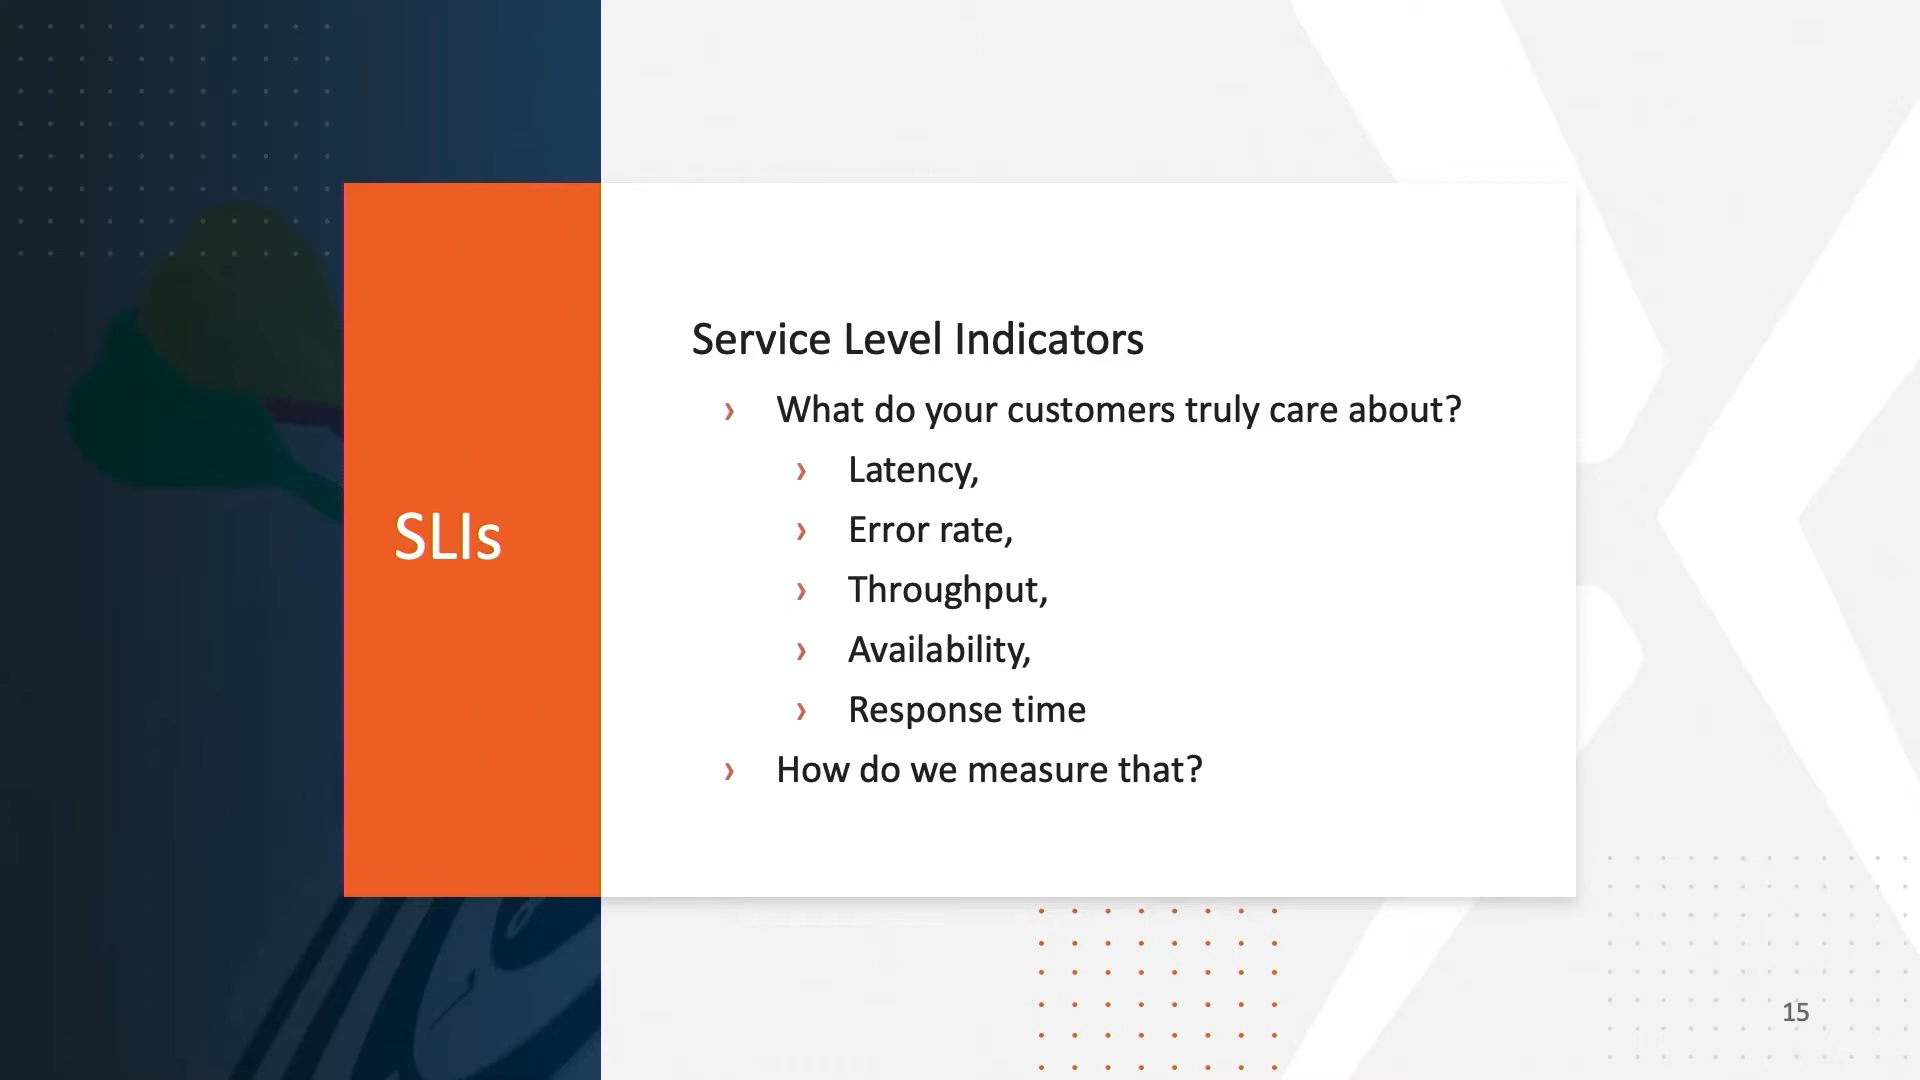 SLIs
Service Level Indicators
› What do your customers truly care about?
› Latency,
› Error rate,
› Throughput,
› Availability,
› Response time
› How do we measure that?
15